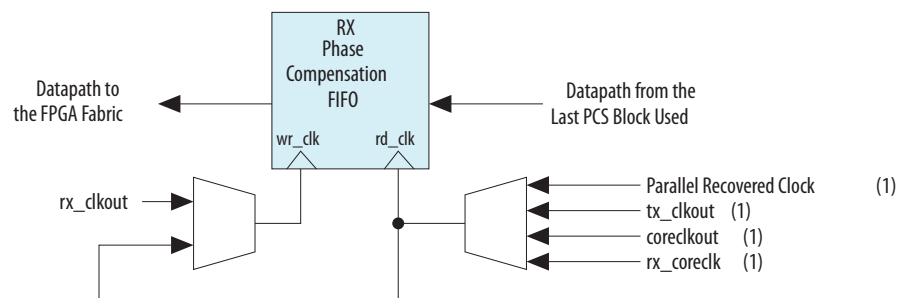 RX
Phase
Compensation
FIFO
Datapath to
the FPGA Fabric
Datapath from the
Last PCS Block Used
wr_clk
rd_clk
rx_clkout
Parallel Recovered Clock (1)
tx_clkout (1)
coreclkout (1)
rx_coreclk (1)